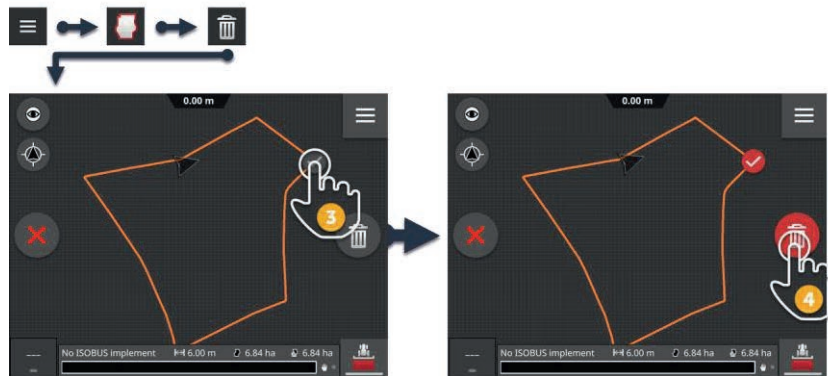 0.00 m
3
--- No ISOBUS implement 6.00 m 6.84 ha 6.84 ha
0.00 m
4
--- No ISOBUS implement 6.00 m 6.84 ha 6.84 ha